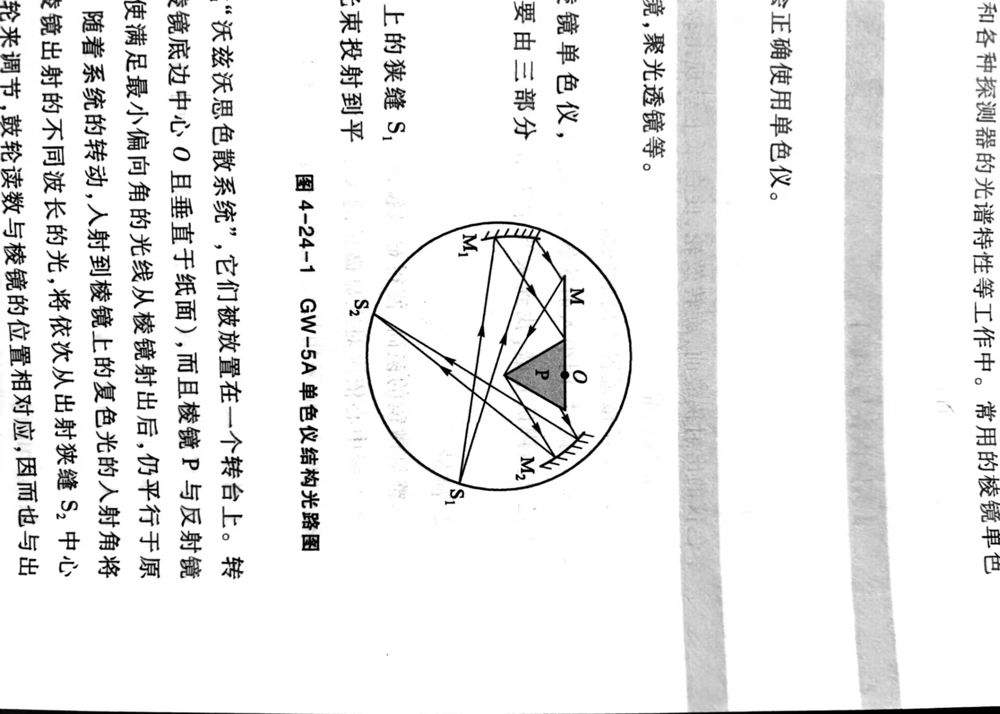 和各种探测器的光谱特性等工作中。常用的棱镜单色
正确使用单色仪。
镜,聚光透镜等。
镜单色仪,
要由三部分
上的狭缝 S₁
束投射到平
M
O
P
M₁
M₂
S₂
S₁
图 4-24-1 GW-5A 单色仪结构光路图
“沃兹沃思色散系统”,它们被放置在一个转台上。转
镜底边中心 O 且垂直于纸面),而且棱镜 P 与反射镜
使满足最小偏向角的光线从棱镜射出后,仍平行于原
随着系统的转动,入射到棱镜上的复色光的入射角将
镜出射的不同波长的光,将依次从出射狭缝 S₂ 中心
轮来调节,鼓轮读数与棱镜的位置相对应,因而也与出